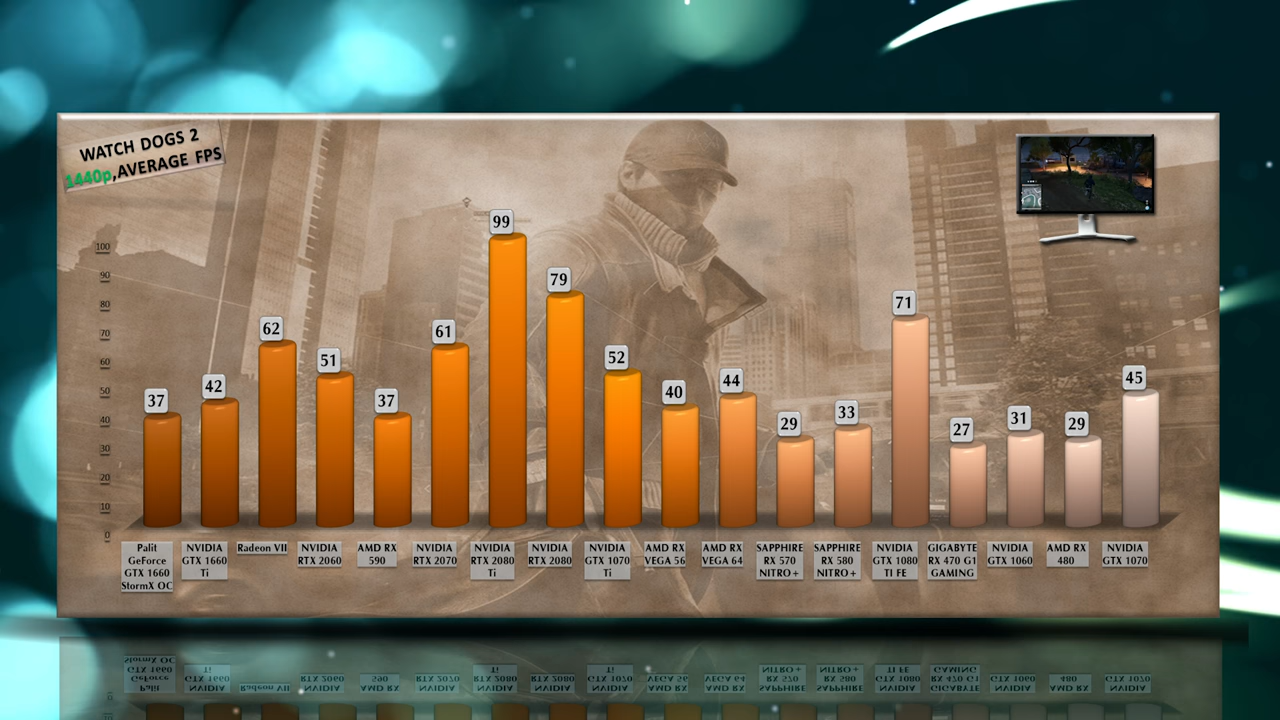 WATCH DOGS 2
1440p,AVERAGE FPS
100
90
80
70
60
50
40
30
20
10
0
37
42
62
51
37
61
99
79
52
40
44
29
33
71
27
31
29
45
Palit
GeForce
GTX 1660
StormX OC
NVIDIA
GTX 1660
Ti
Radeon VII
NVIDIA
RTX 2060
AMD RX
590
NVIDIA
RTX 2070
NVIDIA
RTX 2080
Ti
NVIDIA
RTX 2080
NVIDIA
GTX 1070
Ti
AMD RX
VEGA 56
AMD RX
VEGA 64
SAPPHIRE
RX 570
NITRO+
SAPPHIRE
RX 580
NITRO+
NVIDIA
GTX 1080
TI FE
GIGABYTE
RX 470 G1
GAMING
NVIDIA
GTX 1060
AMD RX
480
NVIDIA
GTX 1070